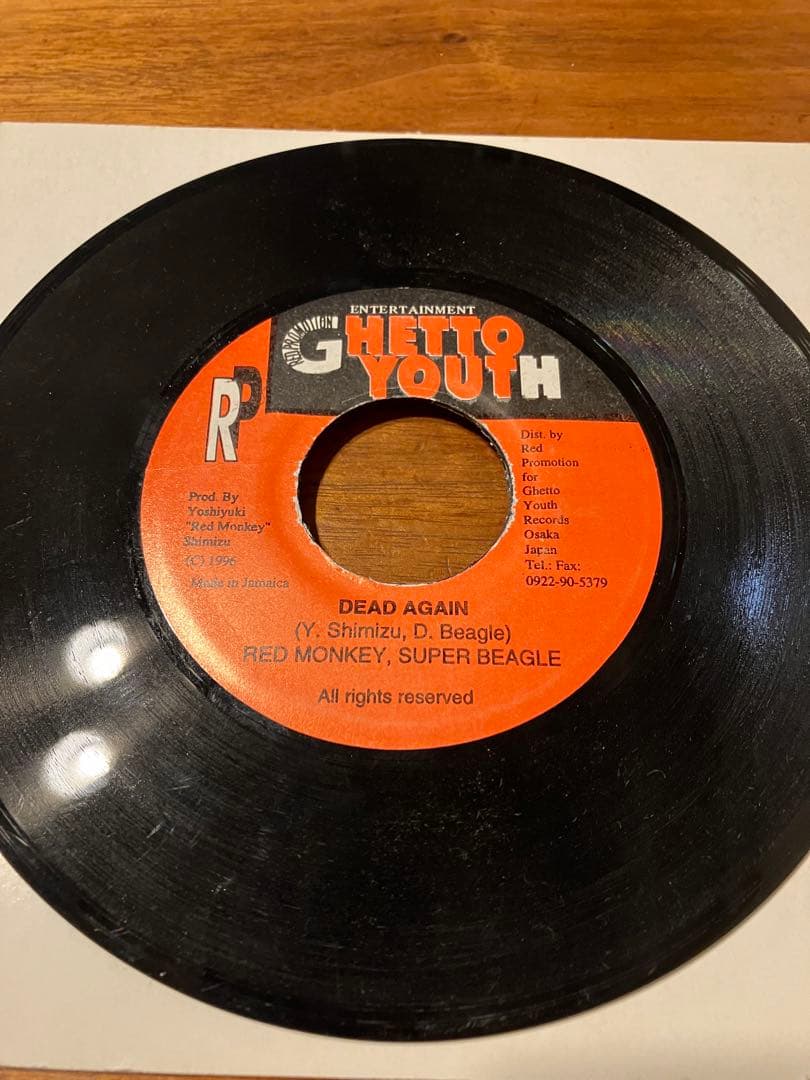 ENTERTAINMENT
RED PROMOTION
GHETTO
YOUTH
RP
Prod. By
Yoshiyuki
"Red Monkey"
Shimizu
(C) 1996
Made in Jamaica
Dist. by
Red
Promotion
for
Ghetto
Youth
Records
Osaka
Japan
Tel.: Fax:
0922-90-5379
DEAD AGAIN
(Y. Shimizu, D. Beagle)
RED MONKEY, SUPER BEAGLE
All rights reserved